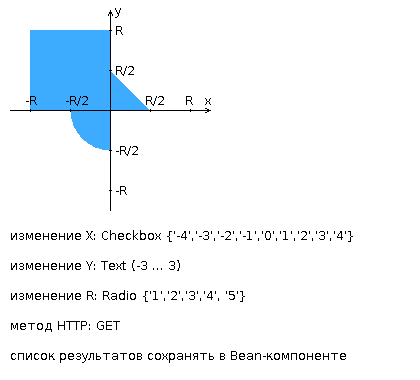 y
R
R/2
-R
-R/2
R/2
R
x
-R/2
-R
изменение X: Checkbox {'-4','-3','-2','-1','0','1','2','3','4'}
изменение Y: Text (-3 ... 3)
изменение R: Radio {'1','2','3','4', '5'}
метод HTTP: GET
список результатов сохранять в Bean-компоненте